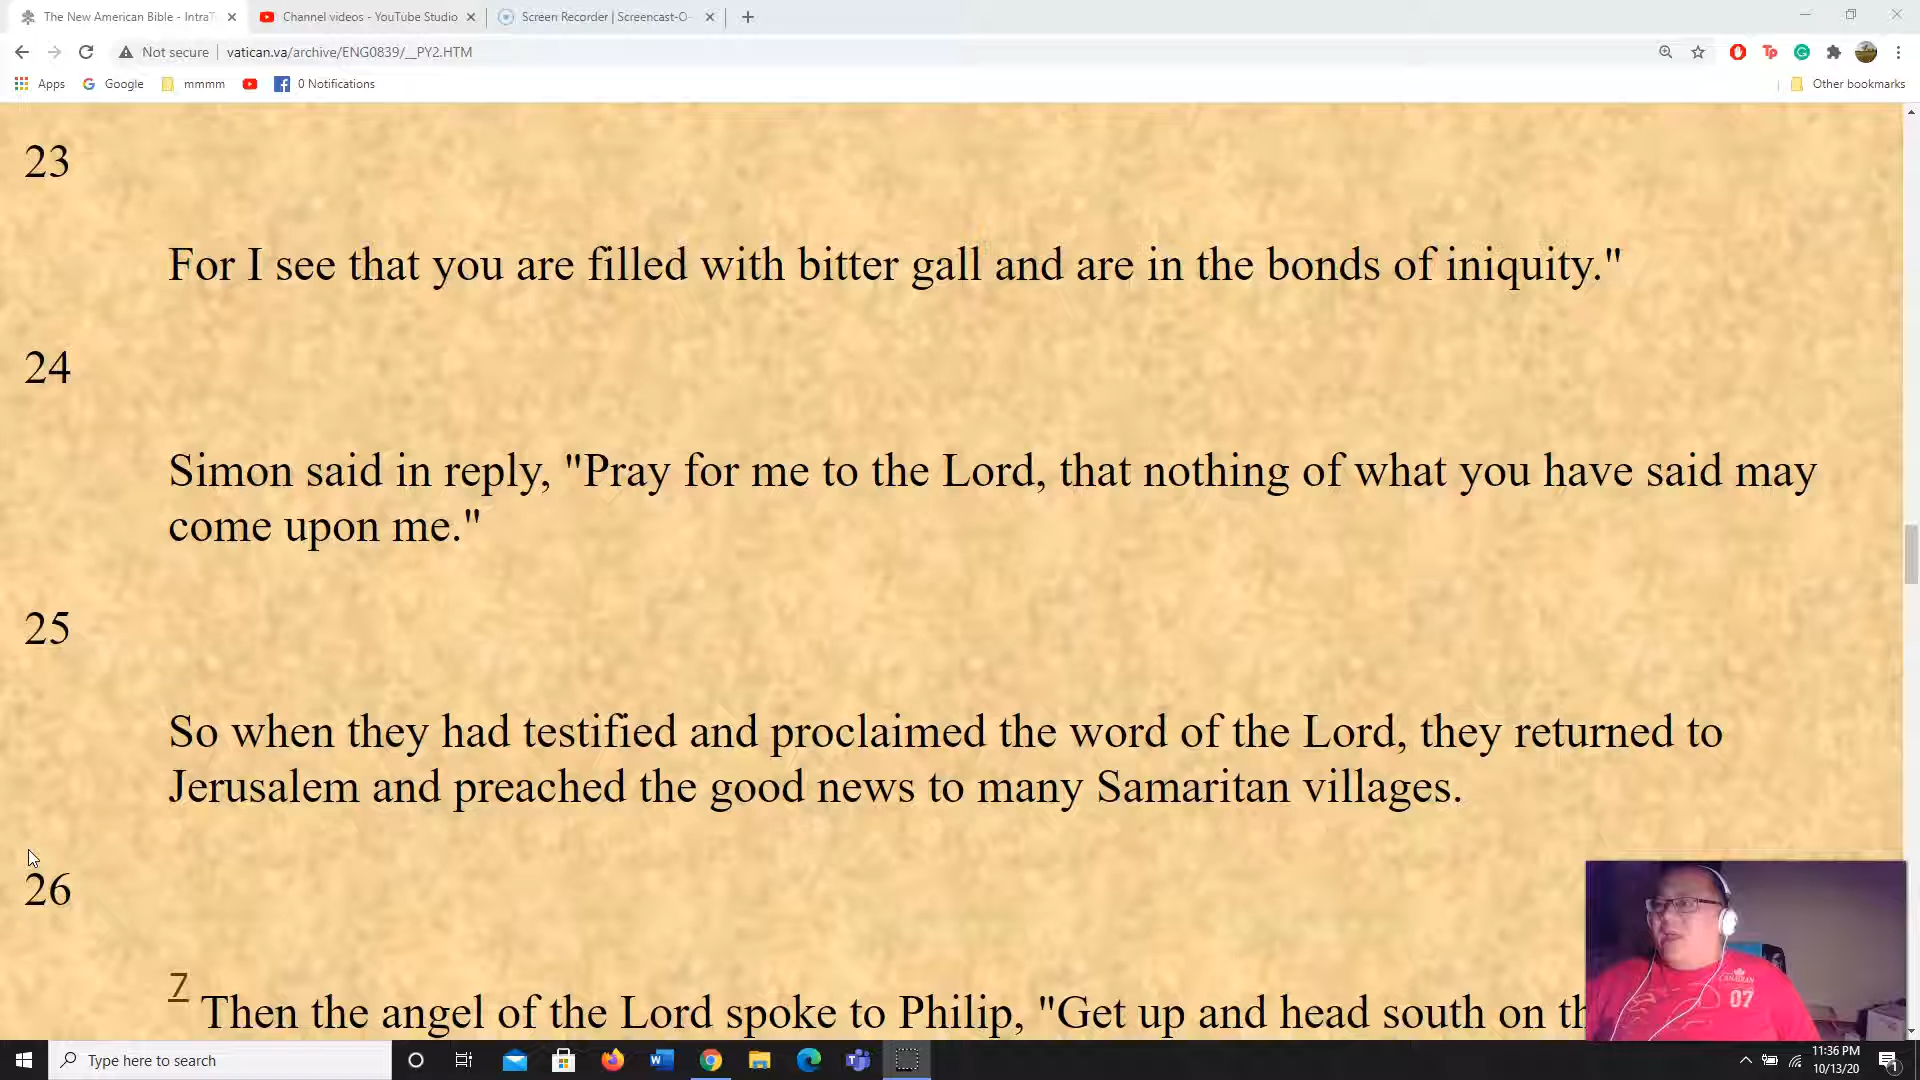 The New American Bible - IntraT
Channel videos - YouTube Studio
Screen Recorder | Screencast-O-
Not secure
vatican.va/archive/ENG0839/__PY2.HTM
Apps
Google
mmmm
0 Notifications
Other bookmarks
23
For I see that you are filled with bitter gall and are in the bonds of iniquity."
24
Simon said in reply, "Pray for me to the Lord, that nothing of what you have said may
come upon me."
25
So when they had testified and proclaimed the word of the Lord, they returned to
Jerusalem and preached the good news to many Samaritan villages.
26
7
Then the angel of the Lord spoke to Philip, "Get up and head south on th
CANADIAN
07
Type here to search
11:36 PM
10/13/20
1